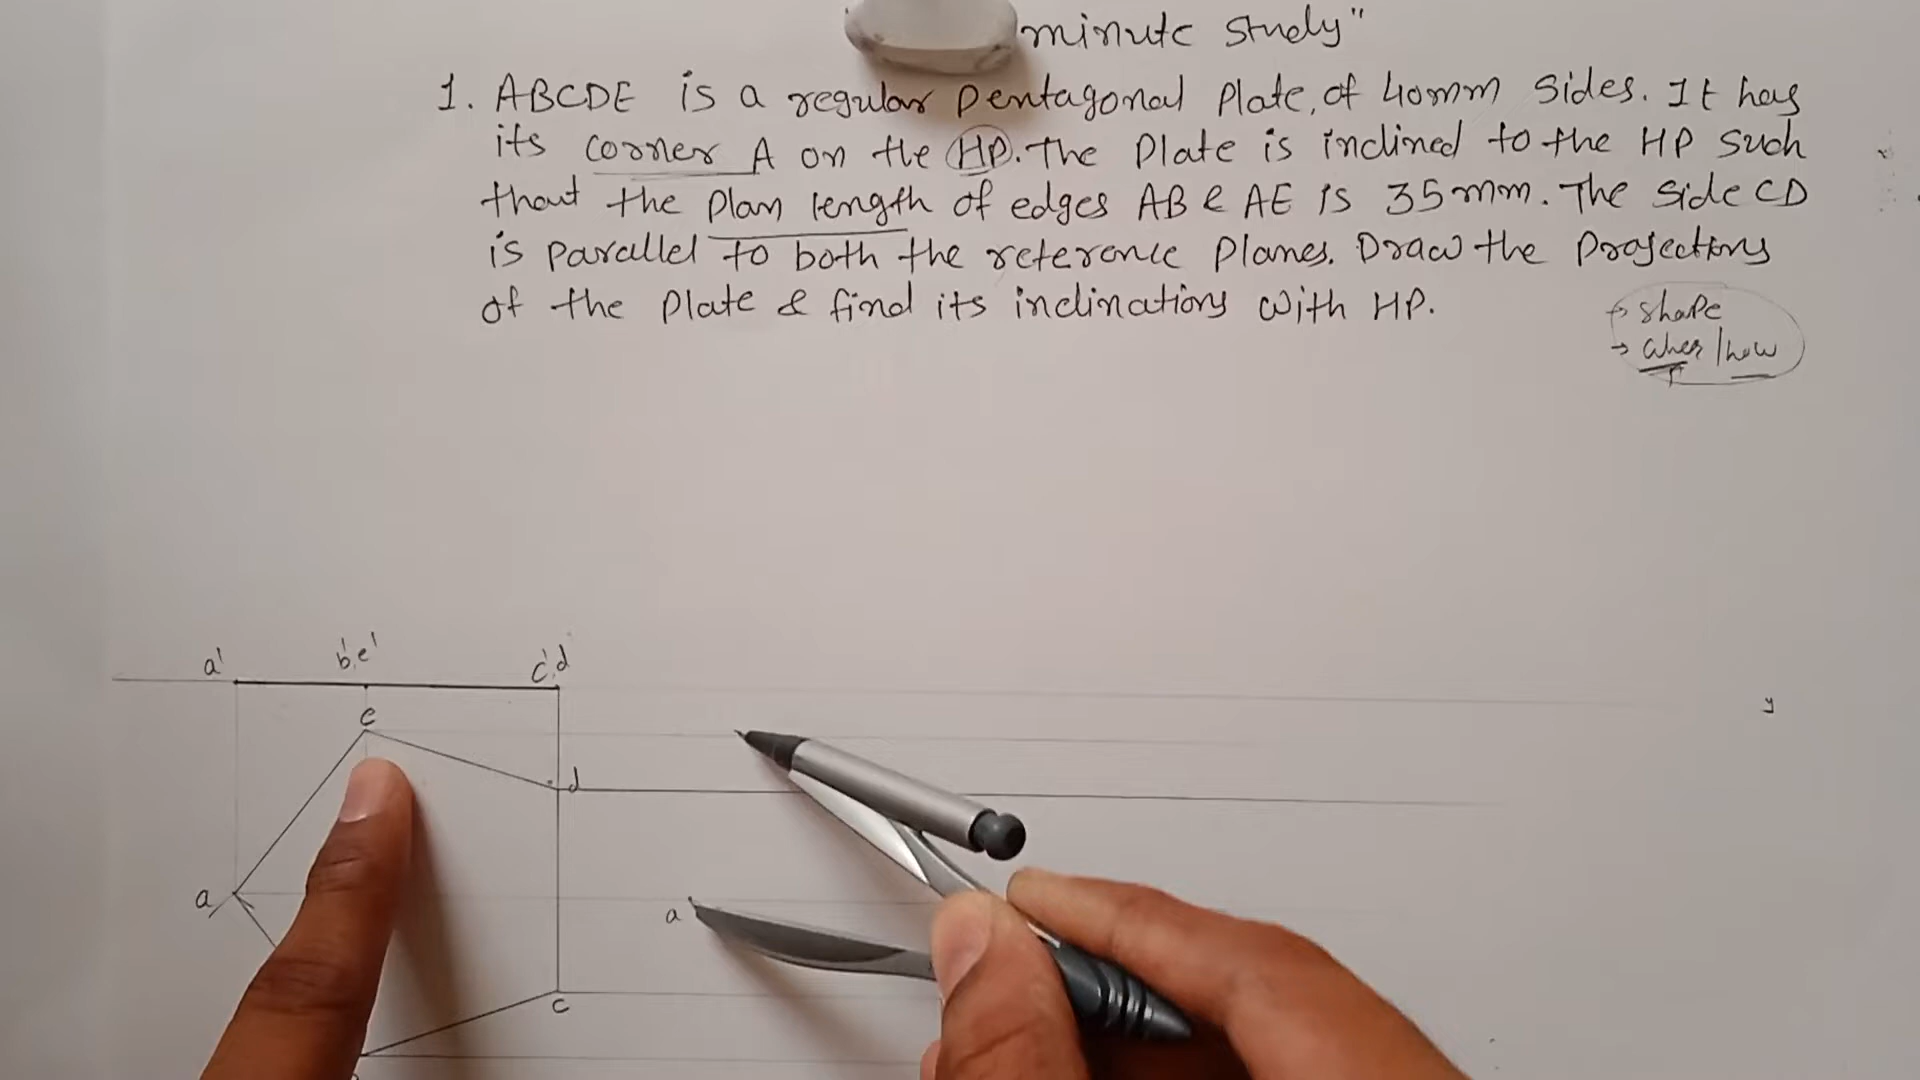 minute study"
1. ABCDE is a regular pentagonal plate, of 40mm sides. It has
its corner A on the HP. The plate is inclined to the HP such
that the plan length of edges AB & AE is 35mm. The side CD
is parallel to both the reference planes. Draw the projections
of the plate & find its inclinations with HP.
→ shape
→ when / how
a' b'e' c'd
y
e
d
a
a
c